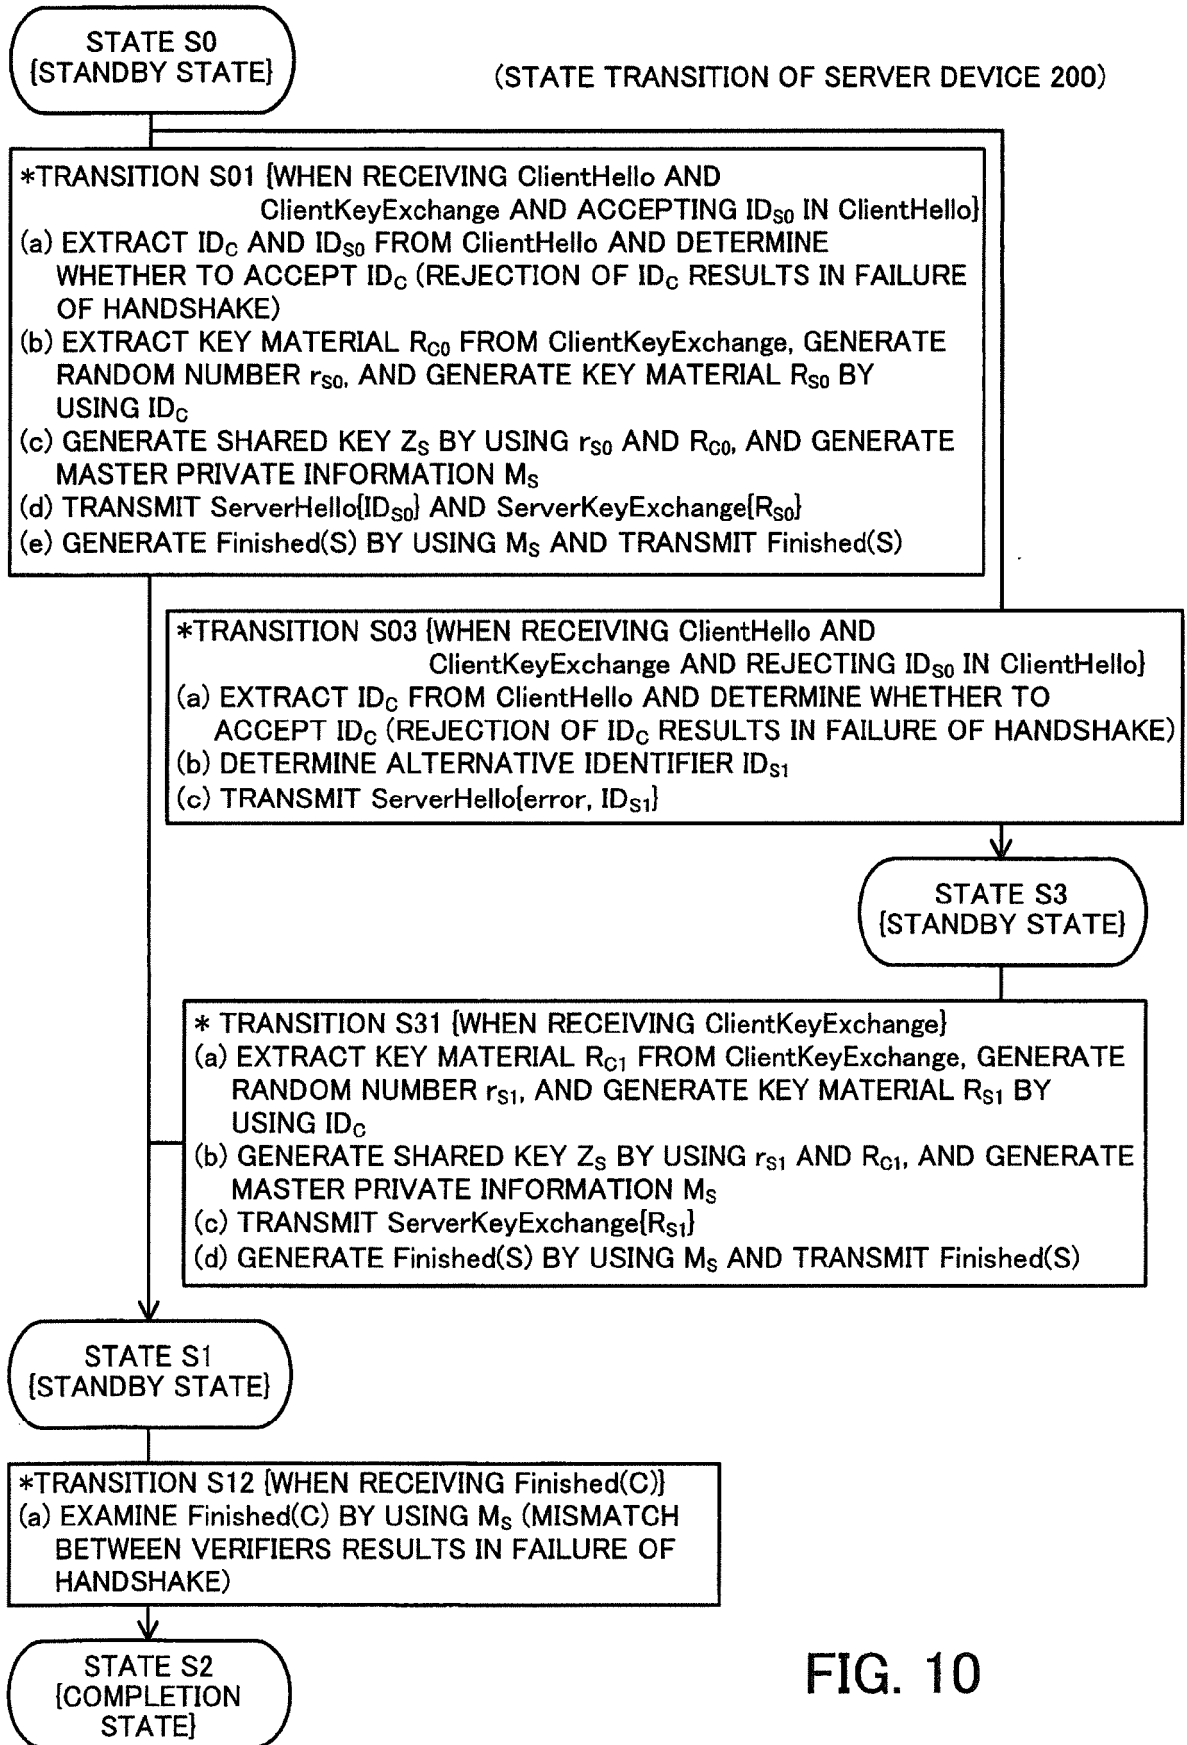 STATE S0
{STANDBY STATE}
(STATE TRANSITION OF SERVER DEVICE 200)
*TRANSITION S01 {WHEN RECEIVING ClientHello AND
ClientKeyExchange AND ACCEPTING IDS0 IN ClientHello}
(a) EXTRACT IDC AND IDS0 FROM ClientHello AND DETERMINE
WHETHER TO ACCEPT IDC (REJECTION OF IDC RESULTS IN FAILURE
OF HANDSHAKE)
(b) EXTRACT KEY MATERIAL RC0 FROM ClientKeyExchange, GENERATE
RANDOM NUMBER rS0, AND GENERATE KEY MATERIAL RS0 BY
USING IDC
(c) GENERATE SHARED KEY ZS BY USING rS0 AND RC0, AND GENERATE
MASTER PRIVATE INFORMATION MS
(d) TRANSMIT ServerHello{IDS0} AND ServerKeyExchange{RS0}
(e) GENERATE Finished(S) BY USING MS AND TRANSMIT Finished(S)
*TRANSITION S03 {WHEN RECEIVING ClientHello AND
ClientKeyExchange AND REJECTING IDS0 IN ClientHello}
(a) EXTRACT IDC FROM ClientHello AND DETERMINE WHETHER TO
ACCEPT IDC (REJECTION OF IDC RESULTS IN FAILURE OF HANDSHAKE)
(b) DETERMINE ALTERNATIVE IDENTIFIER IDS1
(c) TRANSMIT ServerHello{error, IDS1}
STATE S3
{STANDBY STATE}
* TRANSITION S31 {WHEN RECEIVING ClientKeyExchange}
(a) EXTRACT KEY MATERIAL RC1 FROM ClientKeyExchange, GENERATE
RANDOM NUMBER rS1, AND GENERATE KEY MATERIAL RS1 BY
USING IDC
(b) GENERATE SHARED KEY ZS BY USING rS1 AND RC1, AND GENERATE
MASTER PRIVATE INFORMATION MS
(c) TRANSMIT ServerKeyExchange{RS1}
(d) GENERATE Finished(S) BY USING MS AND TRANSMIT Finished(S)
STATE S1
{STANDBY STATE}
*TRANSITION S12 {WHEN RECEIVING Finished(C)}
(a) EXAMINE Finished(C) BY USING MS (MISMATCH
BETWEEN VERIFIERS RESULTS IN FAILURE OF
HANDSHAKE)
STATE S2
{COMPLETION
STATE}
FIG. 10